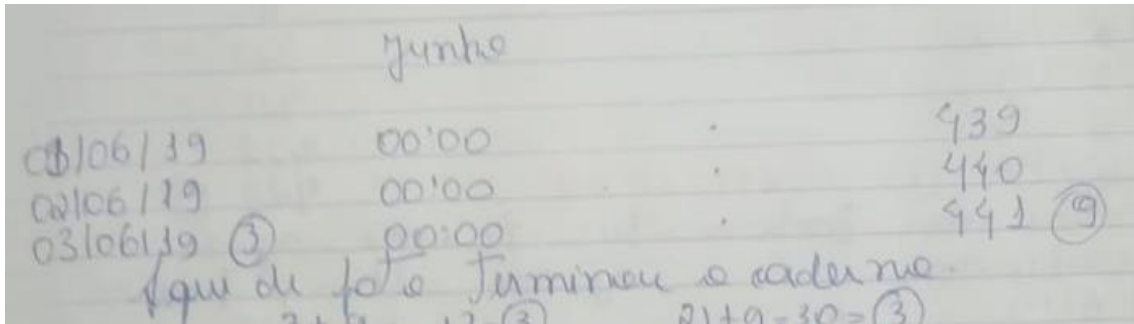 Junho
01/06/19 00:00 . 439
02/06/19 00:00 . 440
03/06/19 ③ 00:00 . 441 ⑨
Aqui de fato Terminou o caderno.
21+9=30=③